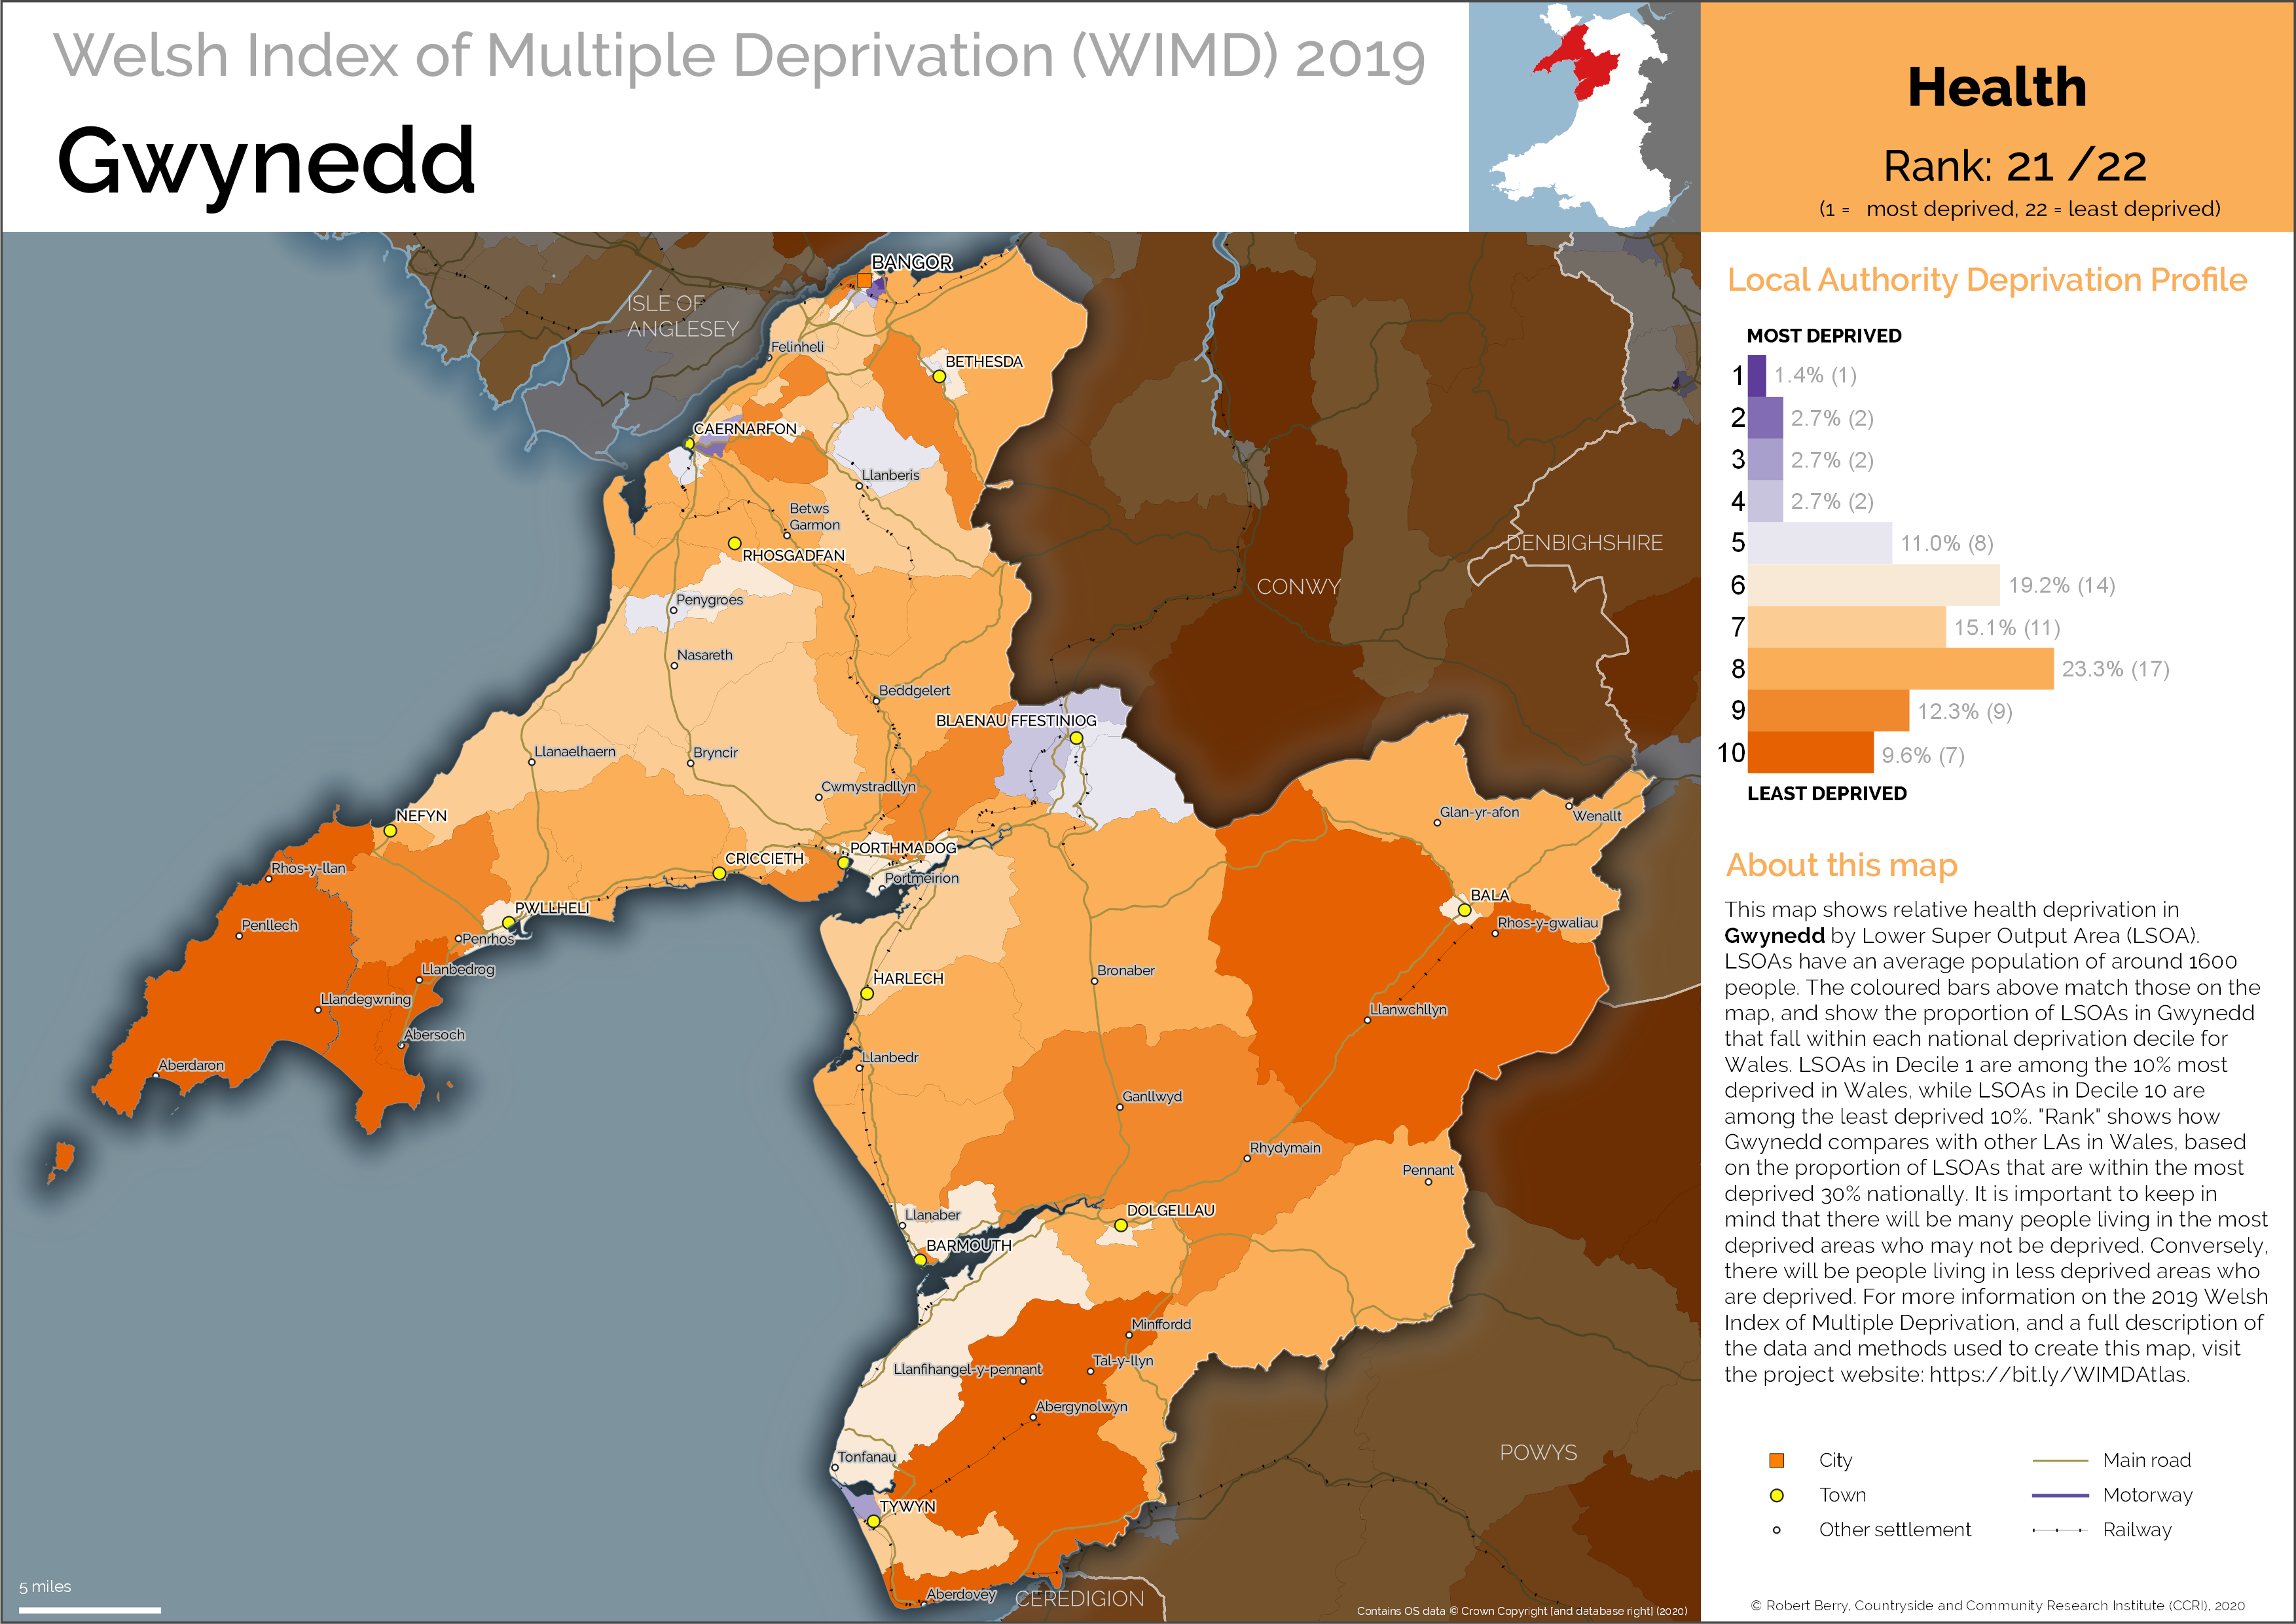 Welsh Index of Multiple Deprivation (WIMD) 2019
Gwynedd
Health
Rank: 21 /22
(1 = most deprived, 22 = least deprived)
ISLE OF
ANGLESEY
BANGOR
Felinheli
BETHESDA
CAERNARFON
Llanberis
Betws
Garmon
RHOSGADFAN
DENBIGHSHIRE
CONWY
Penygroes
Nasareth
Beddgelert
BLAENAU FFESTINIOG
Llanaelhaern
Bryncir
Cwmystradllyn
NEFYN
Glan-yr-afon
Wenallt
CRICCIETH
PORTHMADOG
Rhos-y-llan
Portmeirion
BALA
PWLLHELI
Penllech
Penrhos
Rhos-y-gwaliau
Llanbedrog
Bronaber
HARLECH
Llandegwning
Llanwchllyn
Abersoch
Llanbedr
Aberdaron
Ganllwyd
Rhydymain
Pennant
Llanaber
DOLGELLAU
BARMOUTH
Minffordd
Tal-y-llyn
Llanfihangel-y-pennant
Abergynolwyn
Tonfanau
POWYS
TYWYN
Aberdovey
CEREDIGION
5 miles
Contains OS data © Crown Copyright [and database right] (2020)
Local Authority Deprivation Profile
MOST DEPRIVED
1 1.4% (1)
2 2.7% (2)
3 2.7% (2)
4 2.7% (2)
5 11.0% (8)
6 19.2% (14)
7 15.1% (11)
8 23.3% (17)
9 12.3% (9)
10 9.6% (7)
LEAST DEPRIVED
About this map
This map shows relative health deprivation in
Gwynedd by Lower Super Output Area (LSOA).
LSOAs have an average population of around 1600
people. The coloured bars above match those on the
map, and show the proportion of LSOAs in Gwynedd
that fall within each national deprivation decile for
Wales. LSOAs in Decile 1 are among the 10% most
deprived in Wales, while LSOAs in Decile 10 are
among the least deprived 10%. "Rank" shows how
Gwynedd compares with other LAs in Wales, based
on the proportion of LSOAs that are within the most
deprived 30% nationally. It is important to keep in
mind that there will be many people living in the most
deprived areas who may not be deprived. Conversely,
there will be people living in less deprived areas who
are deprived. For more information on the 2019 Welsh
Index of Multiple Deprivation, and a full description of
the data and methods used to create this map, visit
the project website: https://bit.ly/WIMDAtlas.
City
Main road
Town
Motorway
Other settlement
Railway
© Robert Berry, Countryside and Community Research Institute (CCRI), 2020